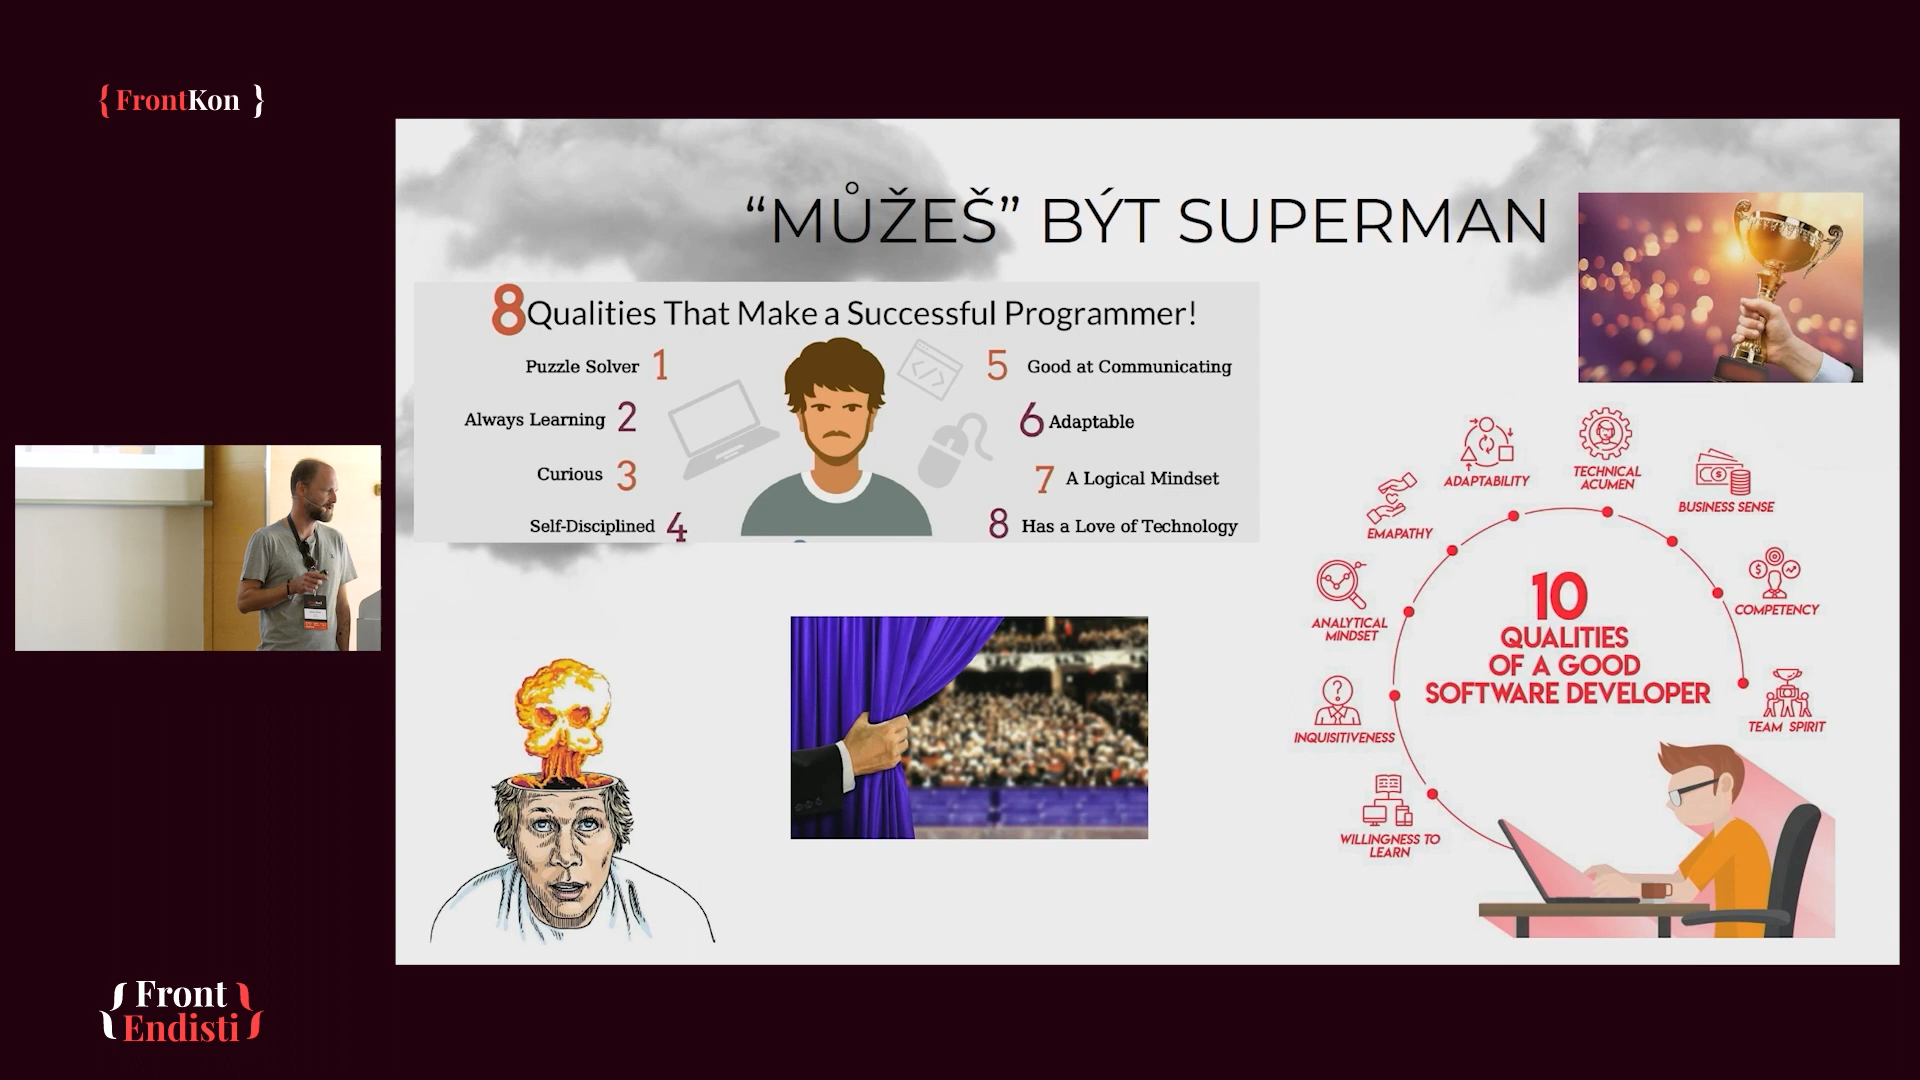 { FrontKon }
“MŮŽEŠ” BÝT SUPERMAN
8 Qualities That Make a Successful Programmer!
Puzzle Solver 1
Always Learning 2
Curious 3
Self-Disciplined 4
5 Good at Communicating
6 Adaptable
7 A Logical Mindset
8 Has a Love of Technology
10
QUALITIES
OF A GOOD
SOFTWARE DEVELOPER
WILLINGNESS TO
LEARN
INQUISITIVENESS
ANALYTICAL
MINDSET
EMAPATHY
ADAPTABILITY
TECHNICAL
ACUMEN
BUSINESS SENSE
COMPETENCY
TEAM SPIRIT
{ Front }
{ Endisti }